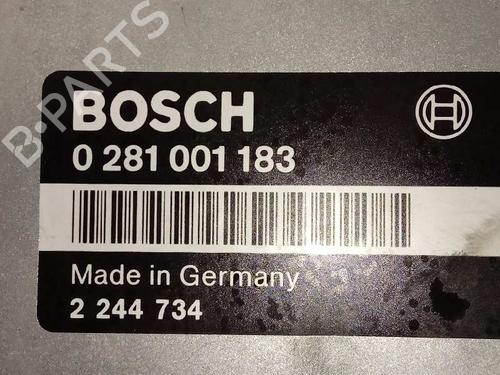 B-PARTS
BOSCH
0 281 001 183
Made in Germany
2 244 734